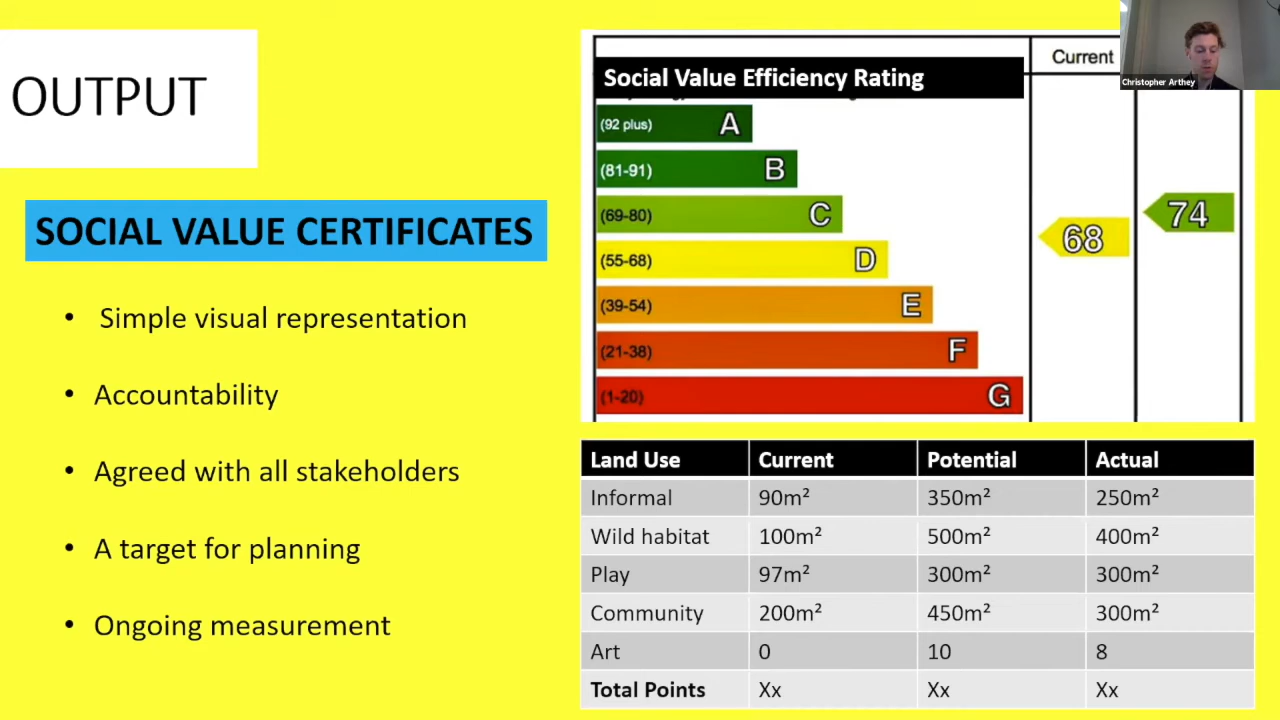 OUTPUT
SOCIAL VALUE CERTIFICATES
• Simple visual representation
• Accountability
• Agreed with all stakeholders
• A target for planning
• Ongoing measurement
Current
Christopher Arthey
Social Value Efficiency Rating
(92 plus) A
(81-91) B
(69-80) C
(55-68) D
(39-54) E
(21-38) F
(1-20) G
68
74
Land Use Current Potential Actual
Informal 90m² 350m² 250m²
Wild habitat 100m² 500m² 400m²
Play 97m² 300m² 300m²
Community 200m² 450m² 300m²
Art 0 10 8
Total Points Xx Xx Xx